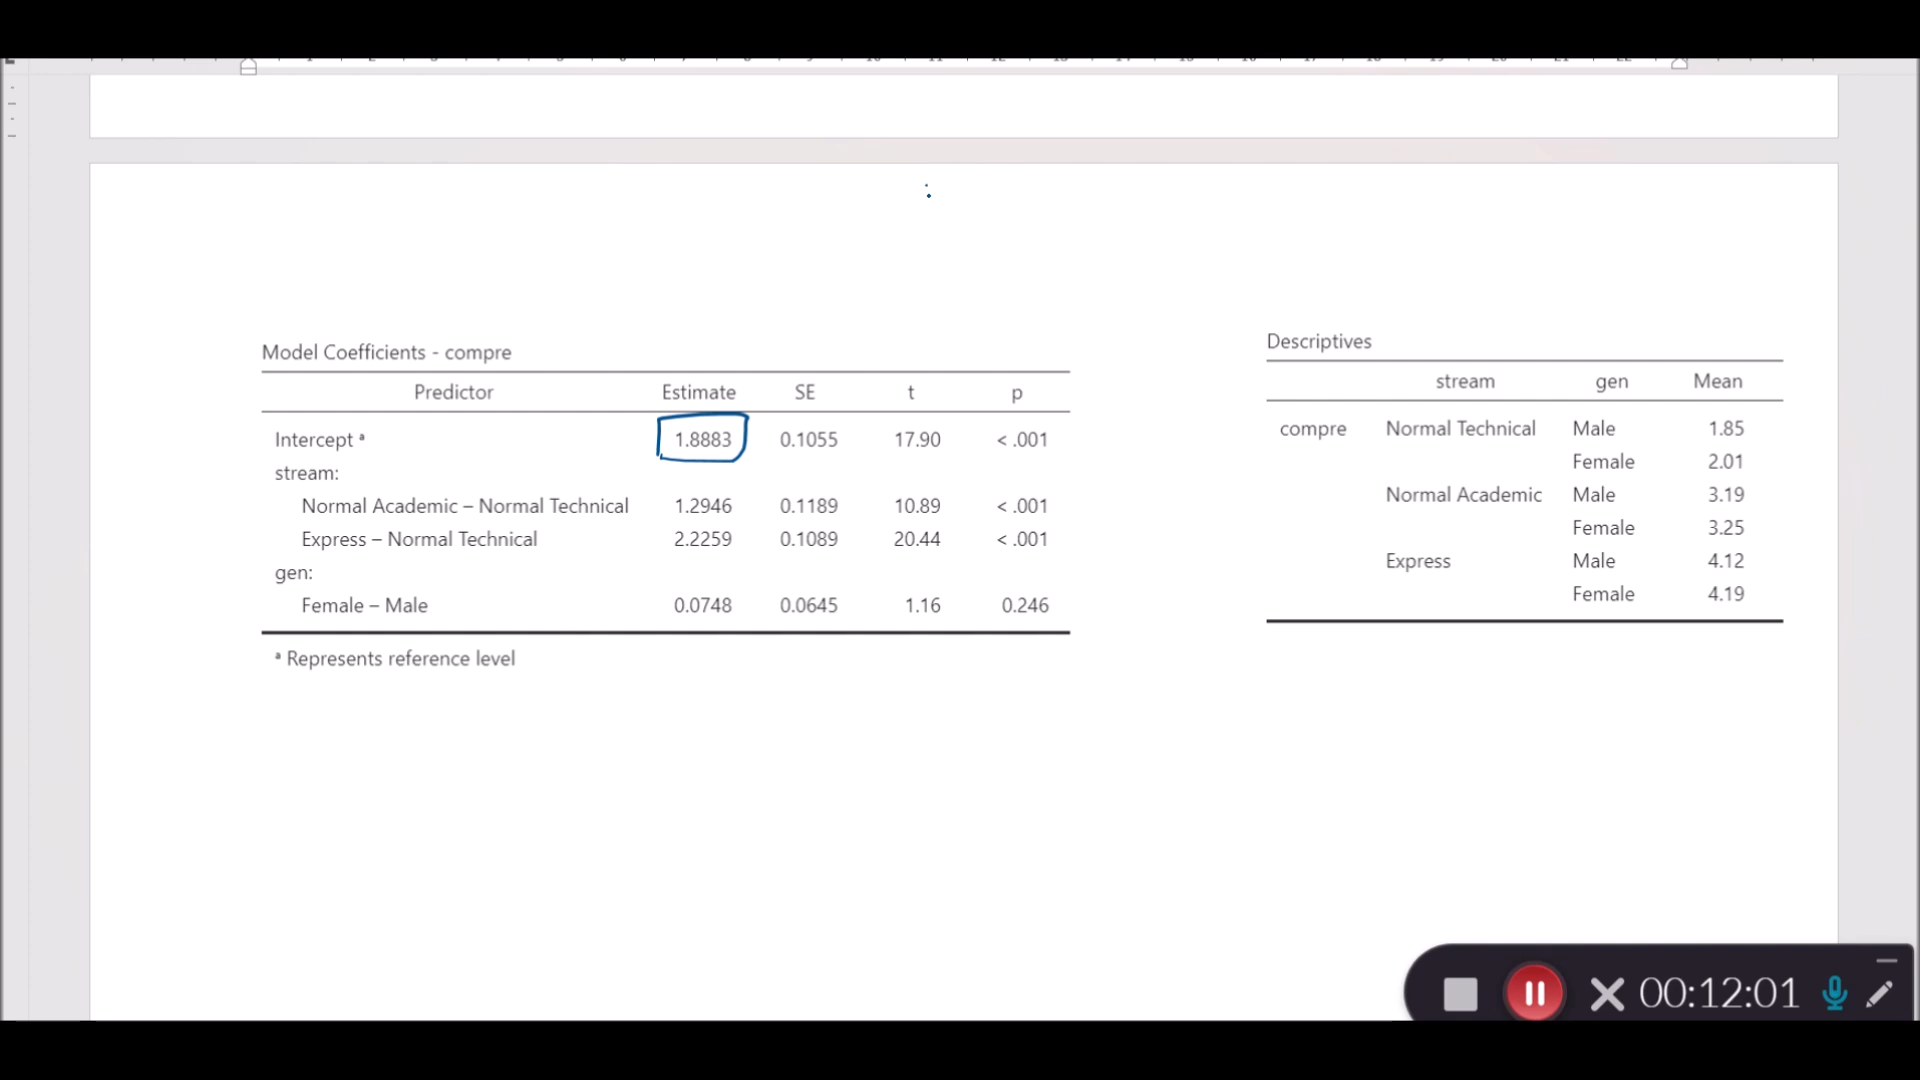 Model Coefficients - compre
Predictor Estimate SE t p
Intercept ᵃ 1.8883 0.1055 17.90 < .001
stream:
Normal Academic – Normal Technical 1.2946 0.1189 10.89 < .001
Express – Normal Technical 2.2259 0.1089 20.44 < .001
gen:
Female – Male 0.0748 0.0645 1.16 0.246
ᵃ Represents reference level
Descriptives
stream gen Mean
compre Normal Technical Male 1.85
Female 2.01
Normal Academic Male 3.19
Female 3.25
Express Male 4.12
Female 4.19
00:12:01